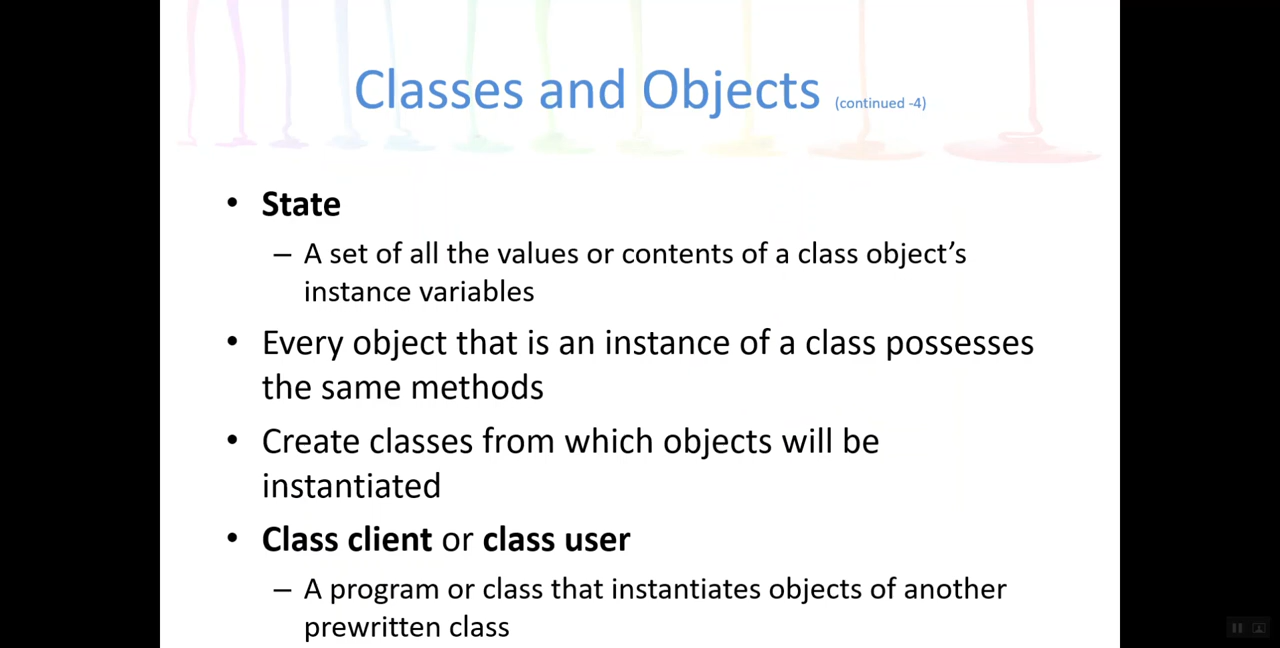 Classes and Objects (continued -4)
• State
– A set of all the values or contents of a class object’s
instance variables
• Every object that is an instance of a class possesses
the same methods
• Create classes from which objects will be
instantiated
• Class client or class user
– A program or class that instantiates objects of another
prewritten class